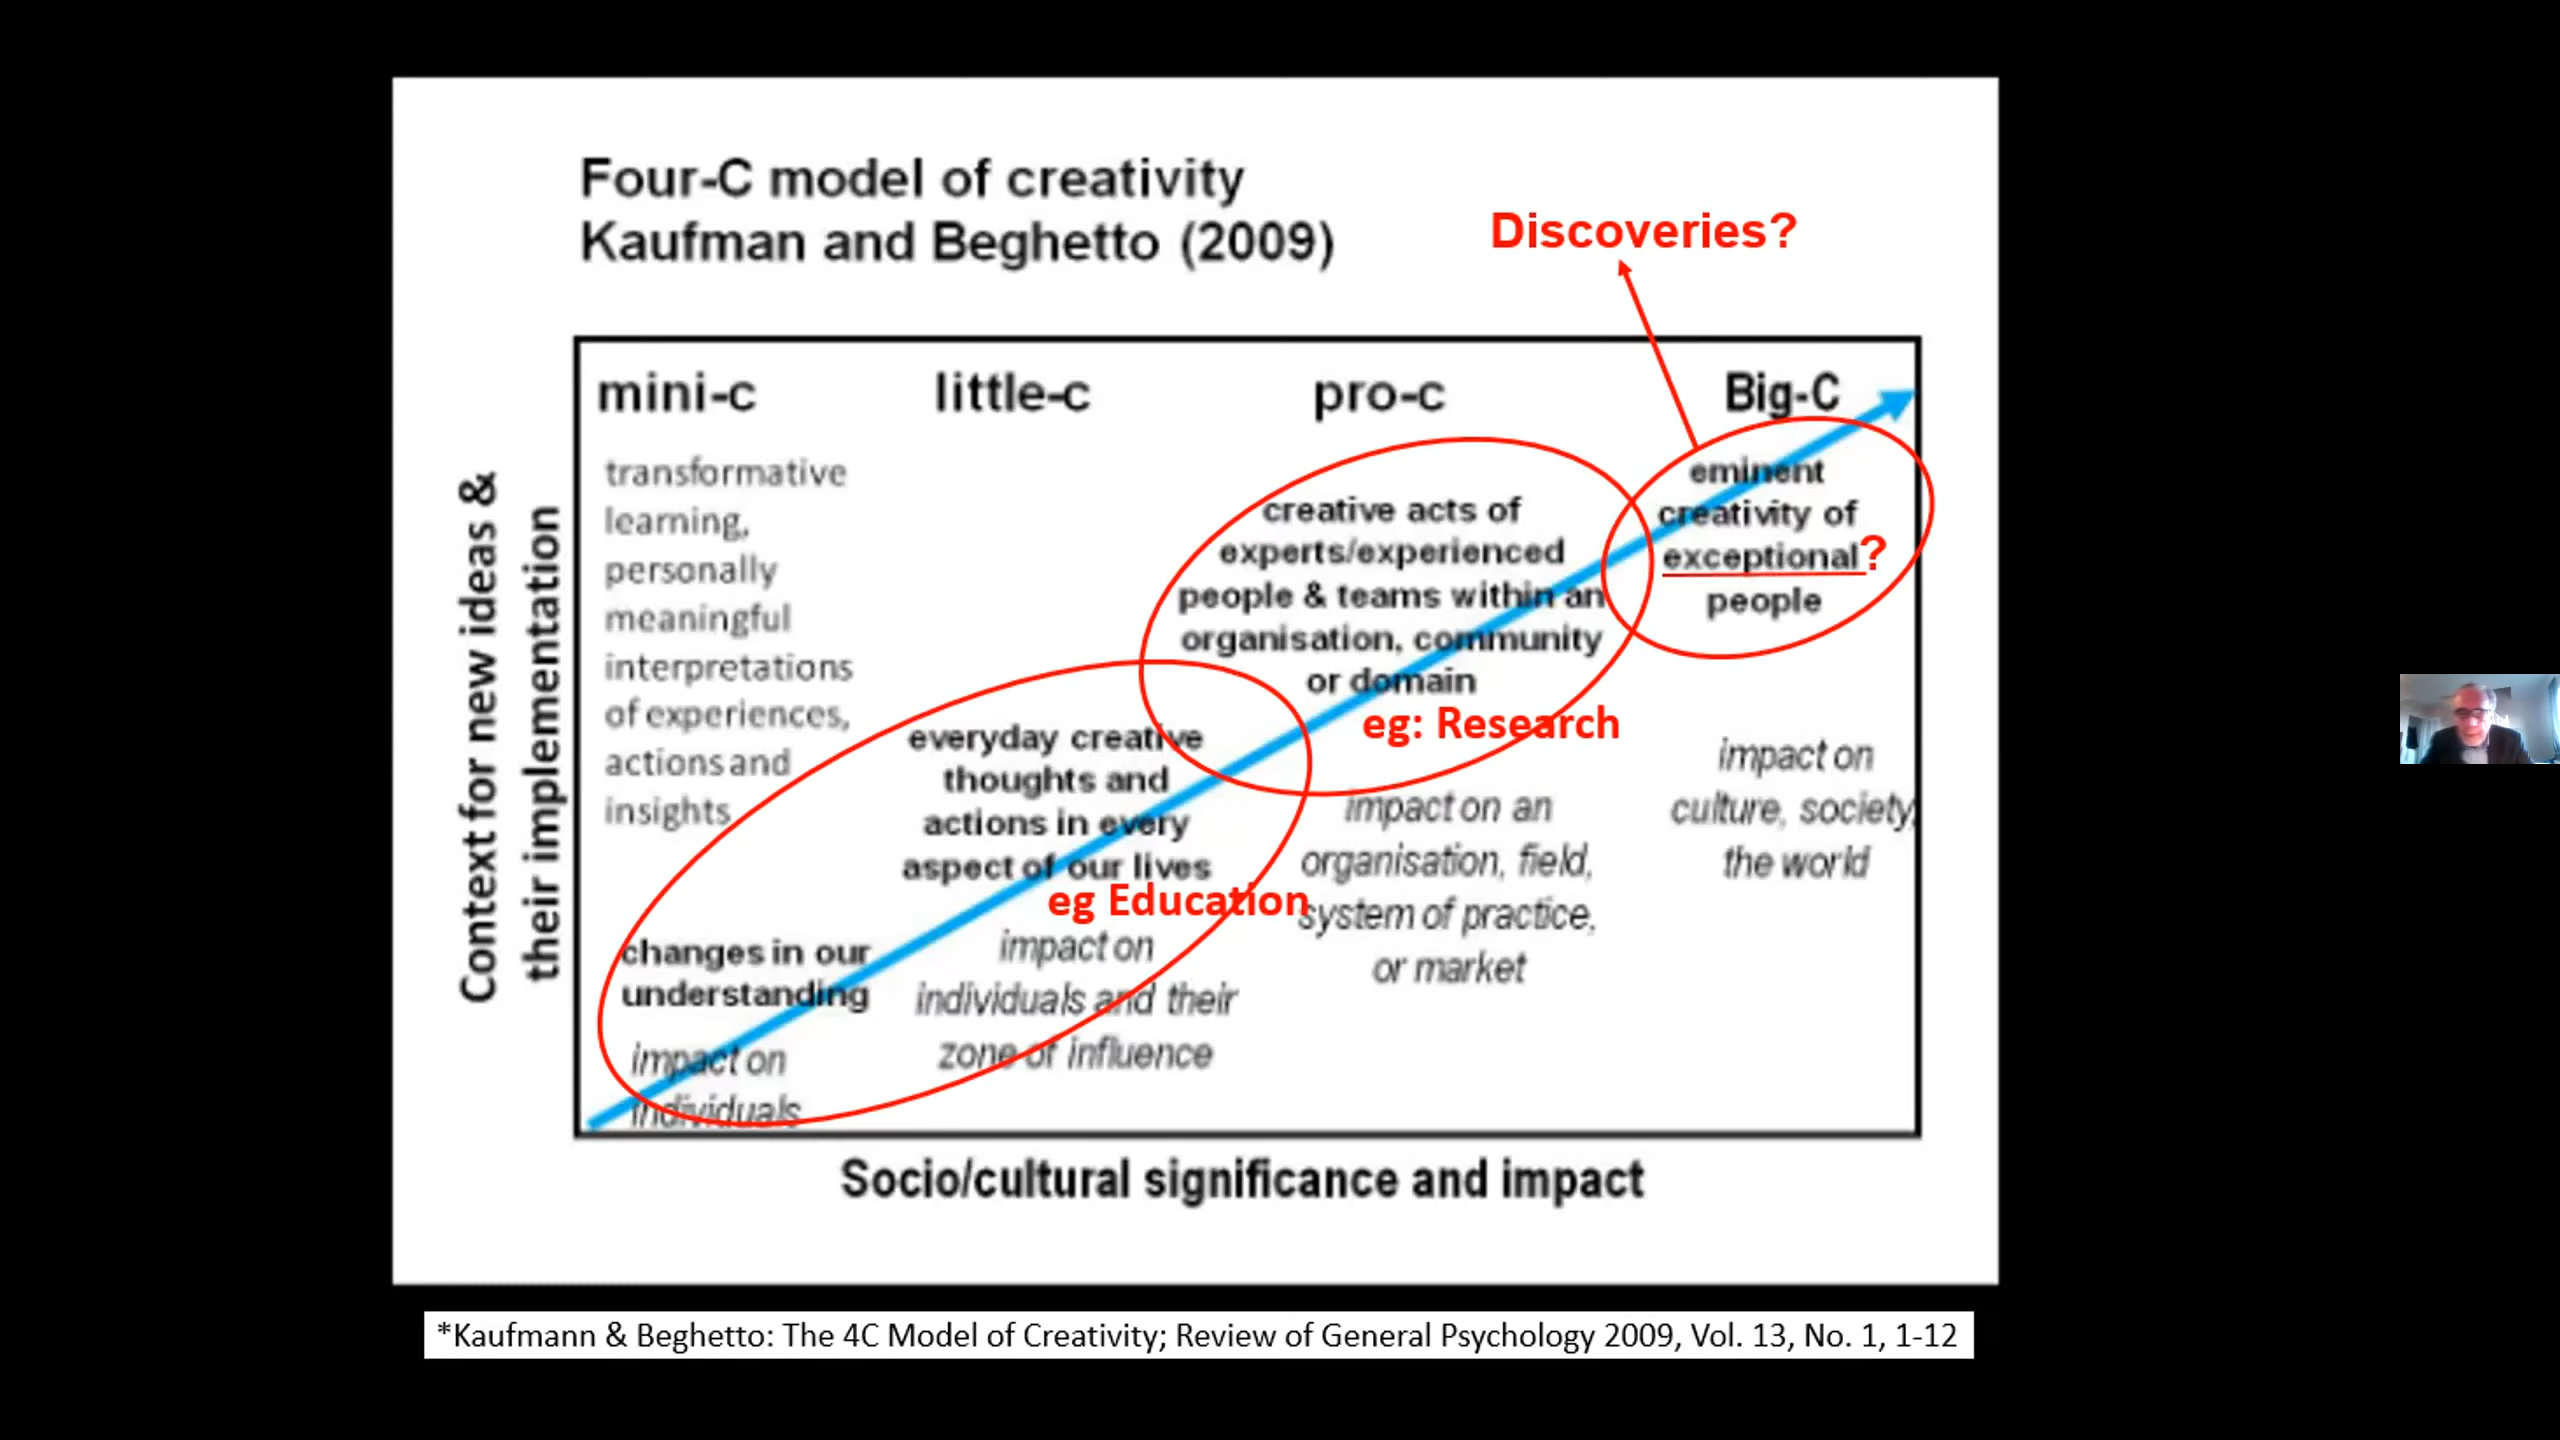 Four-C model of creativity
Kaufman and Beghetto (2009)
Discoveries?
Context for new ideas &
their implementation
mini-c
transformative
learning,
personally
meaningful
interpretations
of experiences,
actions and
insights
changes in our
understanding
impact on
individuals
little-c
everyday creative
thoughts and
actions in every
aspect of our lives
eg Education
impact on
individuals and their
zone of influence
pro-c
creative acts of
experts/experienced
people & teams within an
organisation, community
or domain
eg: Research
impact on an
organisation, field,
system of practice,
or market
Big-C
eminent
creativity of
exceptional?
people
impact on
culture, society,
the world
Socio/cultural significance and impact
*Kaufmann & Beghetto: The 4C Model of Creativity; Review of General Psychology 2009, Vol. 13, No. 1, 1-12